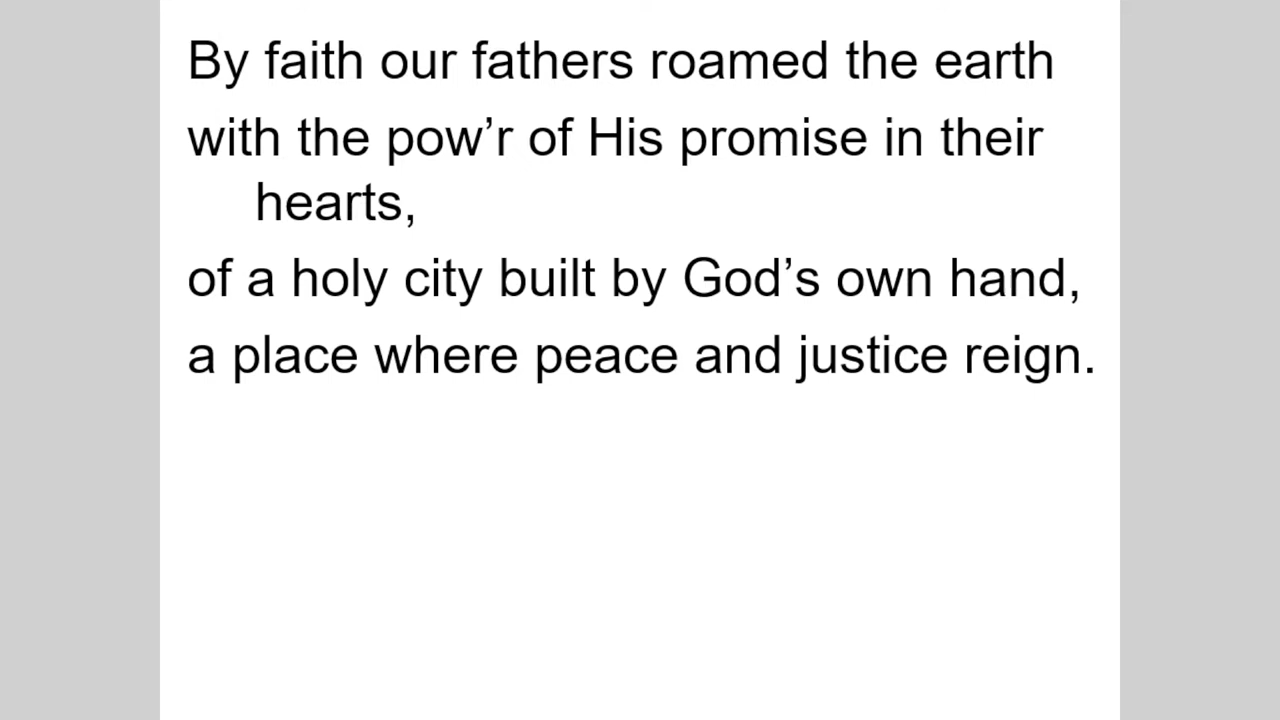 By faith our fathers roamed the earth
with the pow’r of His promise in their
hearts,
of a holy city built by God’s own hand,
a place where peace and justice reign.